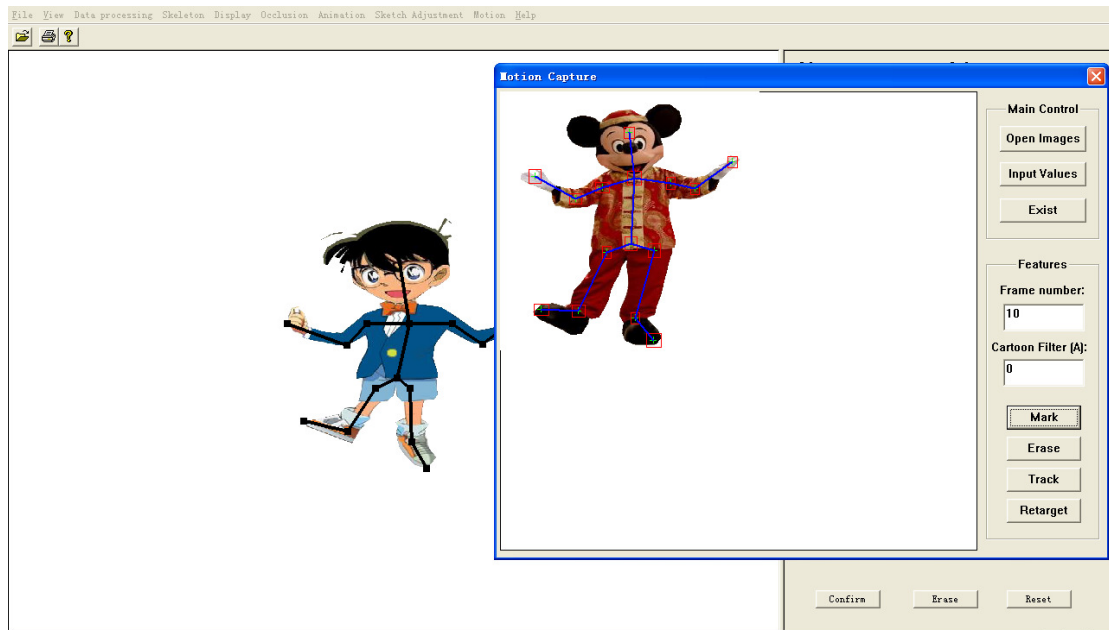 File View Data processing Skeleton Display Occlusion Animation Sketch Adjustment Motion Help
Motion Capture
Main Control
Open Images
Input Values
Exist
Features
Frame number:
10
Cartoon Filter (A):
0
Mark
Erase
Track
Retarget
Confirm
Erase
Reset